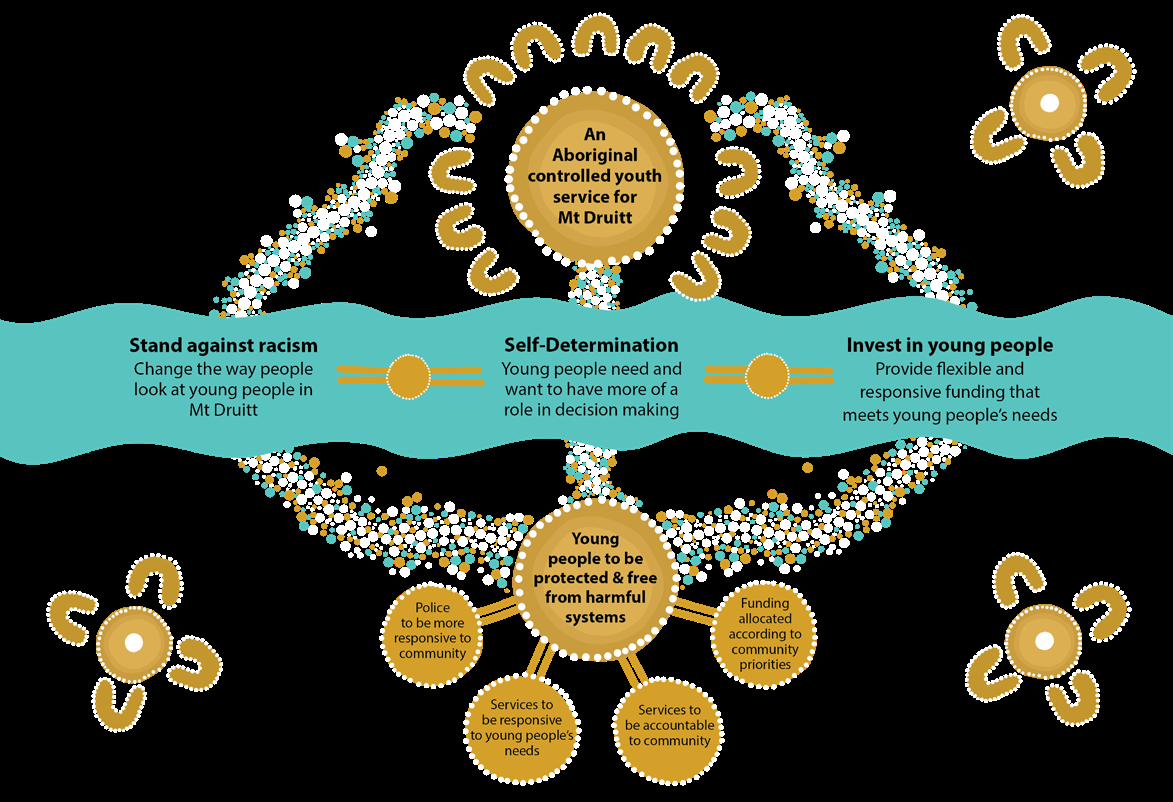 An
Aboriginal
controlled youth
service for
Mt Druitt
Stand against racism
Change the way people
look at young people in
Mt Druitt
Self-Determination
Young people need and
want to have more of a
role in decision making
Invest in young people
Provide flexible and
responsive funding that
meets young people’s needs
Young
people to be
protected & free
from harmful
systems
Police
to be more
responsive to
community
Services to
be responsive
to young people’s
needs
Services to
be accountable
to community
Funding
allocated
according to
community
priorities